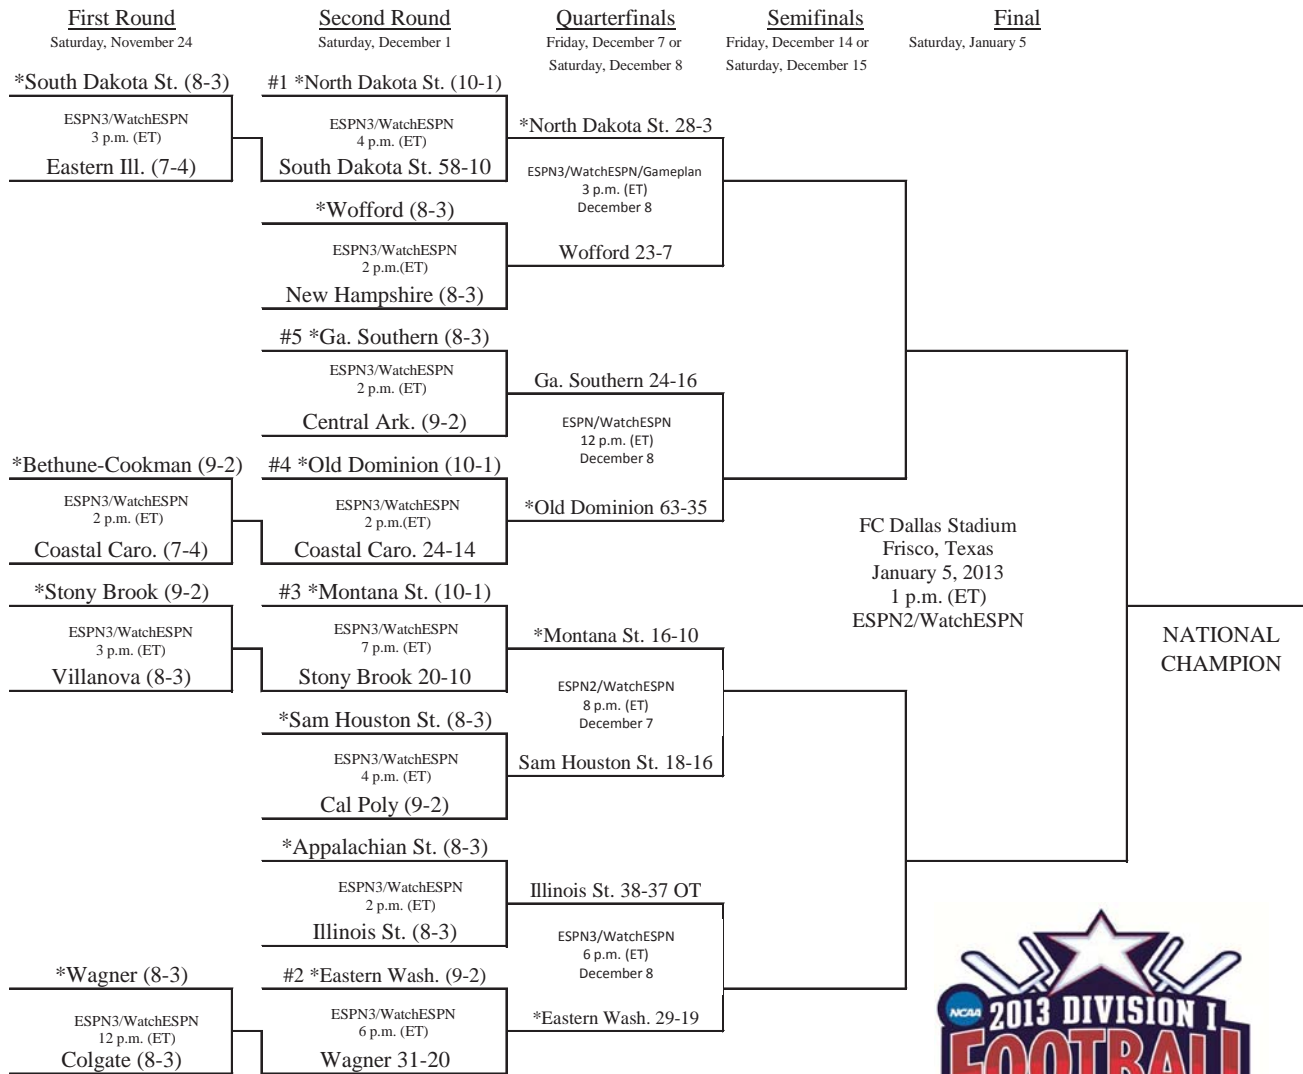 First Round
Saturday, November 24
Second Round
Saturday, December 1
Quarterfinals
Friday, December 7 or
Saturday, December 8
Semifinals
Friday, December 14 or
Saturday, December 15
Final
Saturday, January 5
*South Dakota St. (8-3)
ESPN3/WatchESPN
3 p.m. (ET)
Eastern Ill. (7-4)
*Bethune-Cookman (9-2)
ESPN3/WatchESPN
2 p.m. (ET)
Coastal Caro. (7-4)
*Stony Brook (9-2)
ESPN3/WatchESPN
3 p.m. (ET)
Villanova (8-3)
*Wagner (8-3)
ESPN3/WatchESPN
12 p.m. (ET)
Colgate (8-3)
#1 *North Dakota St. (10-1)
ESPN3/WatchESPN
4 p.m. (ET)
South Dakota St. 58-10
*Wofford (8-3)
ESPN3/WatchESPN
2 p.m.(ET)
New Hampshire (8-3)
#5 *Ga. Southern (8-3)
ESPN3/WatchESPN
2 p.m. (ET)
Central Ark. (9-2)
#4 *Old Dominion (10-1)
ESPN3/WatchESPN
2 p.m.(ET)
Coastal Caro. 24-14
#3 *Montana St. (10-1)
ESPN3/WatchESPN
7 p.m. (ET)
Stony Brook 20-10
*Sam Houston St. (8-3)
ESPN3/WatchESPN
4 p.m. (ET)
Cal Poly (9-2)
*Appalachian St. (8-3)
ESPN3/WatchESPN
2 p.m. (ET)
Illinois St. (8-3)
#2 *Eastern Wash. (9-2)
ESPN3/WatchESPN
6 p.m. (ET)
Wagner 31-20
*North Dakota St. 28-3
ESPN3/WatchESPN/Gameplan
3 p.m. (ET)
December 8
Wofford 23-7
Ga. Southern 24-16
ESPN/WatchESPN
12 p.m. (ET)
December 8
*Old Dominion 63-35
*Montana St. 16-10
ESPN2/WatchESPN
8 p.m. (ET)
December 7
Sam Houston St. 18-16
Illinois St. 38-37 OT
ESPN3/WatchESPN
6 p.m. (ET)
December 8
*Eastern Wash. 29-19
FC Dallas Stadium
Frisco, Texas
January 5, 2013
1 p.m. (ET)
ESPN2/WatchESPN
NATIONAL
CHAMPION
NCAA
2013 DIVISION I
FOOTBALL